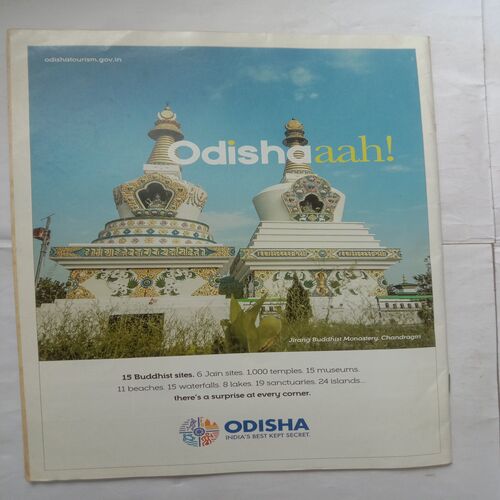 odishatourism.gov.in
Odishaaah!
Jirang Buddhist Monastery, Chandragiri
15 Buddhist sites. 6 Jain sites. 1,000 temples. 15 museums.
11 beaches. 15 waterfalls. 8 lakes. 19 sanctuaries. 24 Islands...
there's a surprise at every corner.
ODISHA
INDIA'S BEST KEPT SECRET.